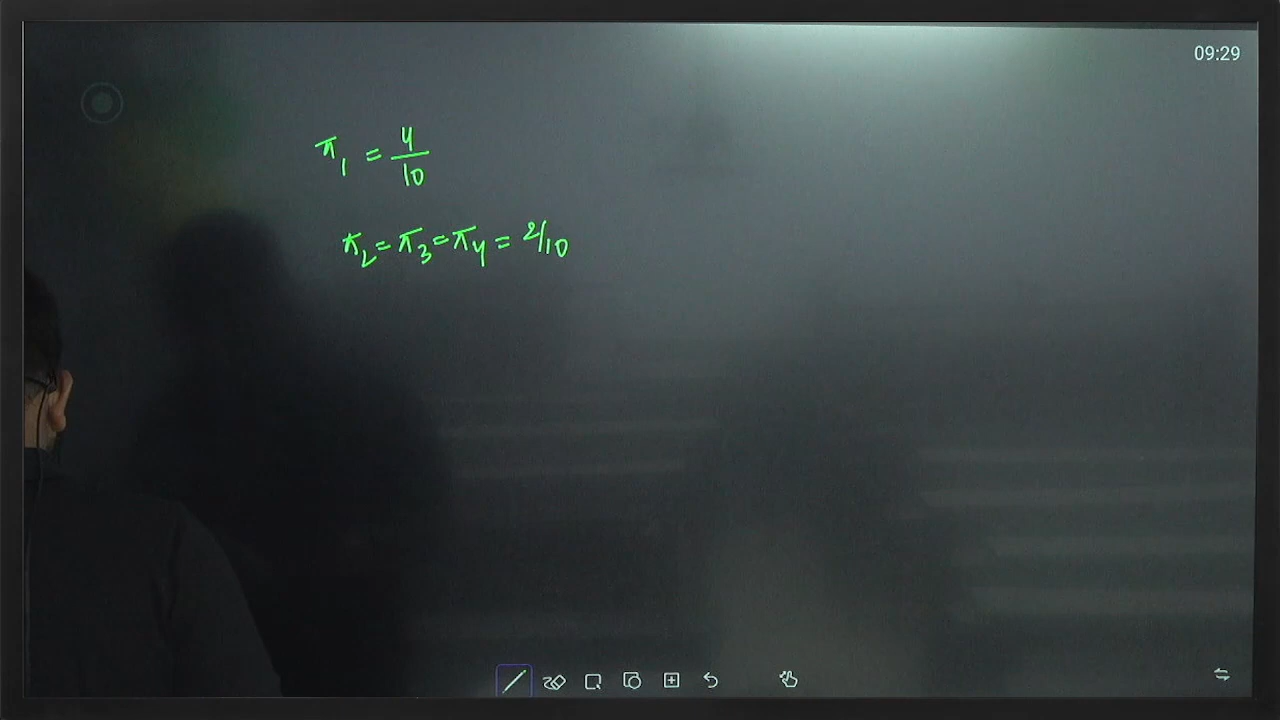 09:29
π₁ = 4/10
π₂ = π₃ = π₄ = 2/10